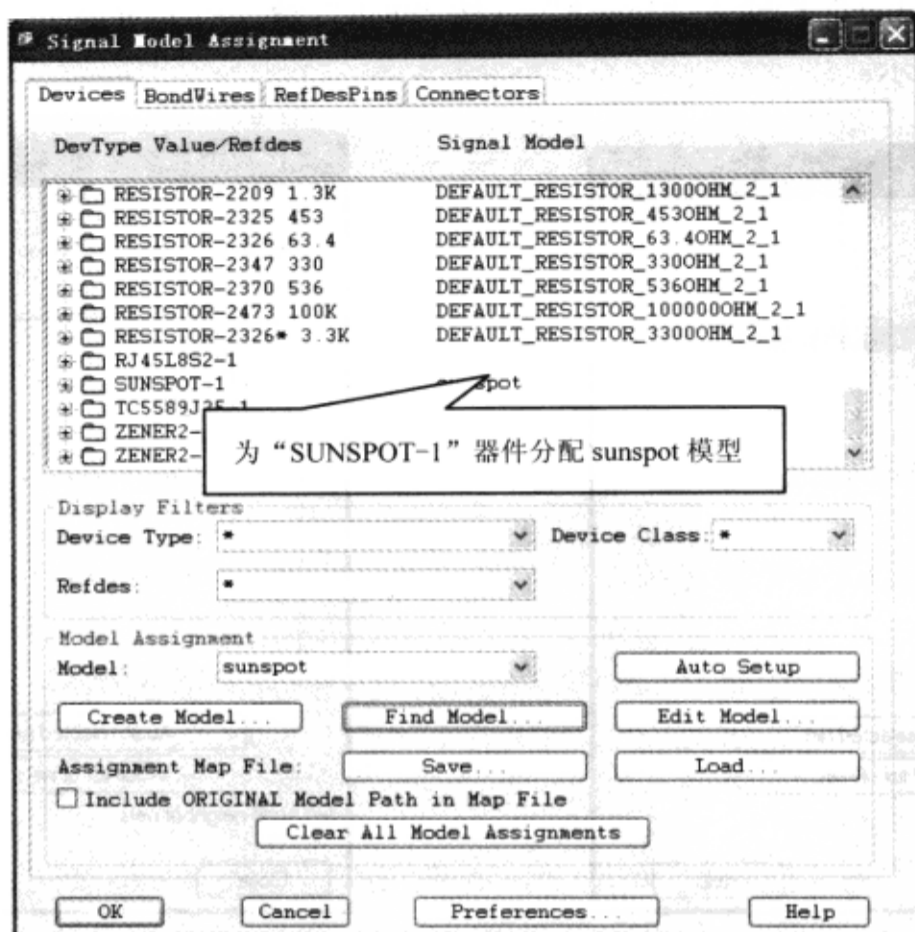 Signal Model Assignment
Devices BondWires RefDesPins Connectors
DevType Value/Refdes Signal Model
RESISTOR-2209 1.3K DEFAULT_RESISTOR_1300OHM_2_1
RESISTOR-2325 453 DEFAULT_RESISTOR_453OHM_2_1
RESISTOR-2326 63.4 DEFAULT_RESISTOR_63.4OHM_2_1
RESISTOR-2347 330 DEFAULT_RESISTOR_330OHM_2_1
RESISTOR-2370 536 DEFAULT_RESISTOR_536OHM_2_1
RESISTOR-2473 100K DEFAULT_RESISTOR_100000OHM_2_1
RESISTOR-2326* 3.3K DEFAULT_RESISTOR_3300OHM_2_1
RJ45L8S2-1
SUNSPOT-1
ZENER2-
ZENER2-
为“SUNSPOT-1”器件分配 sunspot 模型
Display Filters
Device Type: * Device Class: *
Refdes: *
Model Assignment
Model: sunspot Auto Setup
Create Model... Find Model... Edit Model...
Assignment Map File: Save... Load...
Include ORIGINAL Model Path in Map File
Clear All Model Assignments
OK Cancel Preferences... Help